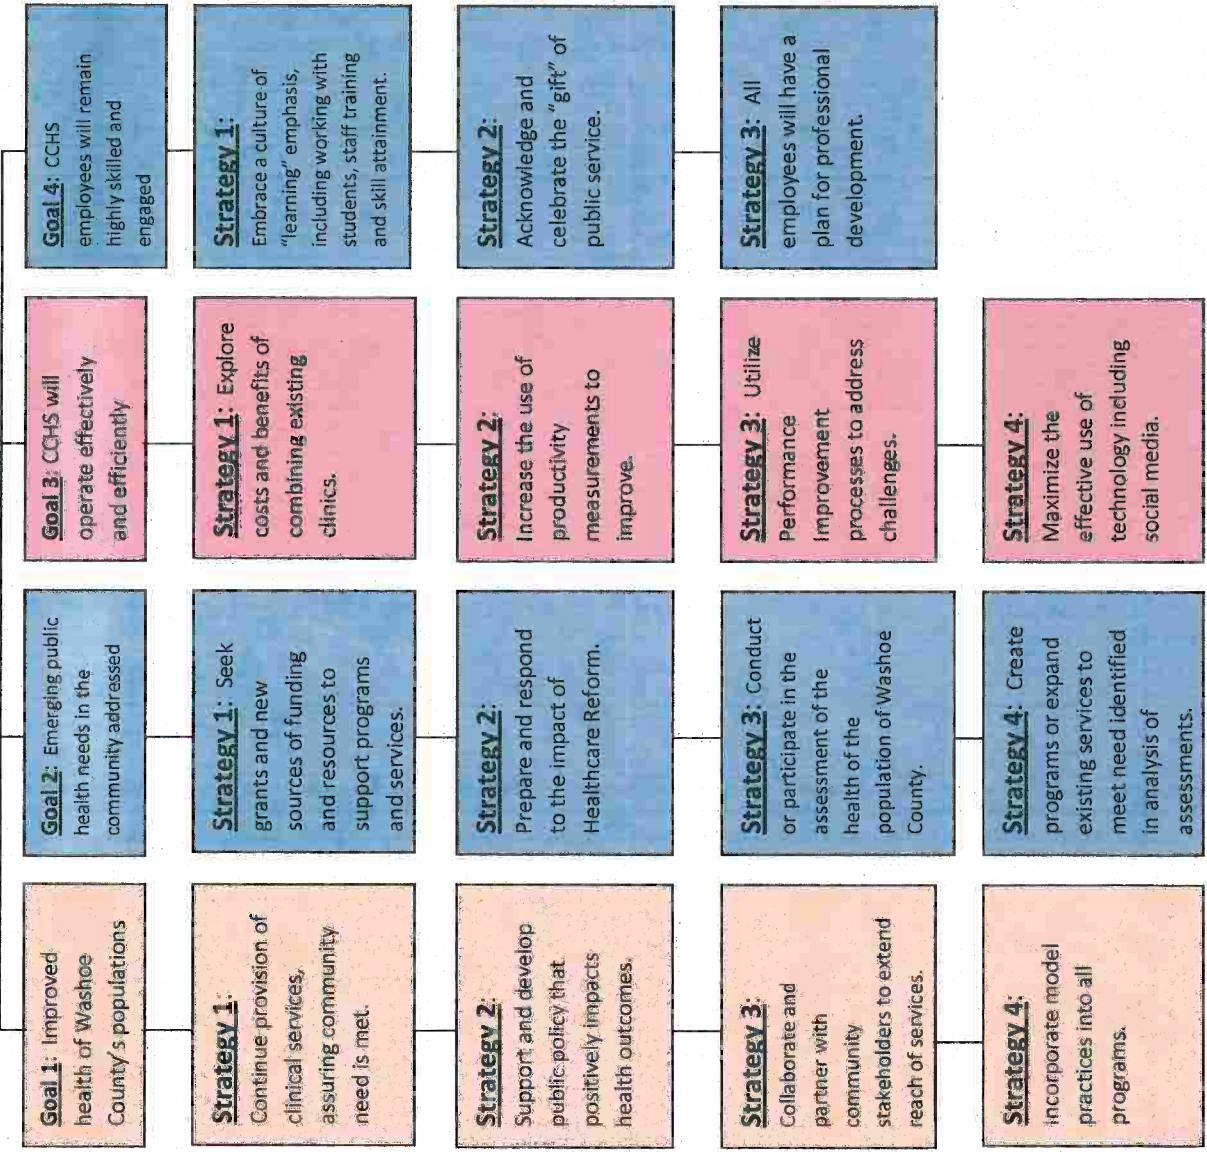 Goal 1: Improved
health of Washoe
County's populations
Strategy 1:
Continue provision of
clinical services,
assuring community
need is met.
Strategy 2:
Support and develop
public policy that
positively impacts
health outcomes.
Strategy 3:
Collaborate and
partner with
community
stakeholders to extend
reach of services.
Strategy 4:
Incorporate model
practices into all
programs.
Goal 2: Emerging public
health needs in the
community addressed
Strategy 1: Seek
grants and new
sources of funding
and resources to
support programs
and services.
Strategy 2:
Prepare and respond
to the impact of
Healthcare Reform.
Strategy 3: Conduct
or participate in the
assessment of the
health of the
population of Washoe
County.
Strategy 4: Create
programs or expand
existing services to
meet need identified
in analysis of
assessments.
Goal 3: CCHS will
operate effectively
and efficiently
Strategy 1: Explore
costs and benefits of
combining existing
clinics.
Strategy 2:
Increase the use of
productivity
measurements to
improve.
Strategy 3: Utilize
Performance
Improvement
processes to address
challenges.
Strategy 4:
Maximize the
effective use of
technology including
social media.
Goal 4: CCHS
employees will remain
highly skilled and
engaged
Strategy 1:
Embrace a culture of
"learning" emphasis,
including working with
students, staff training
and skill attainment.
Strategy 2:
Acknowledge and
celebrate the "gift" of
public service.
Strategy 3: All
employees will have a
plan for professional
development.